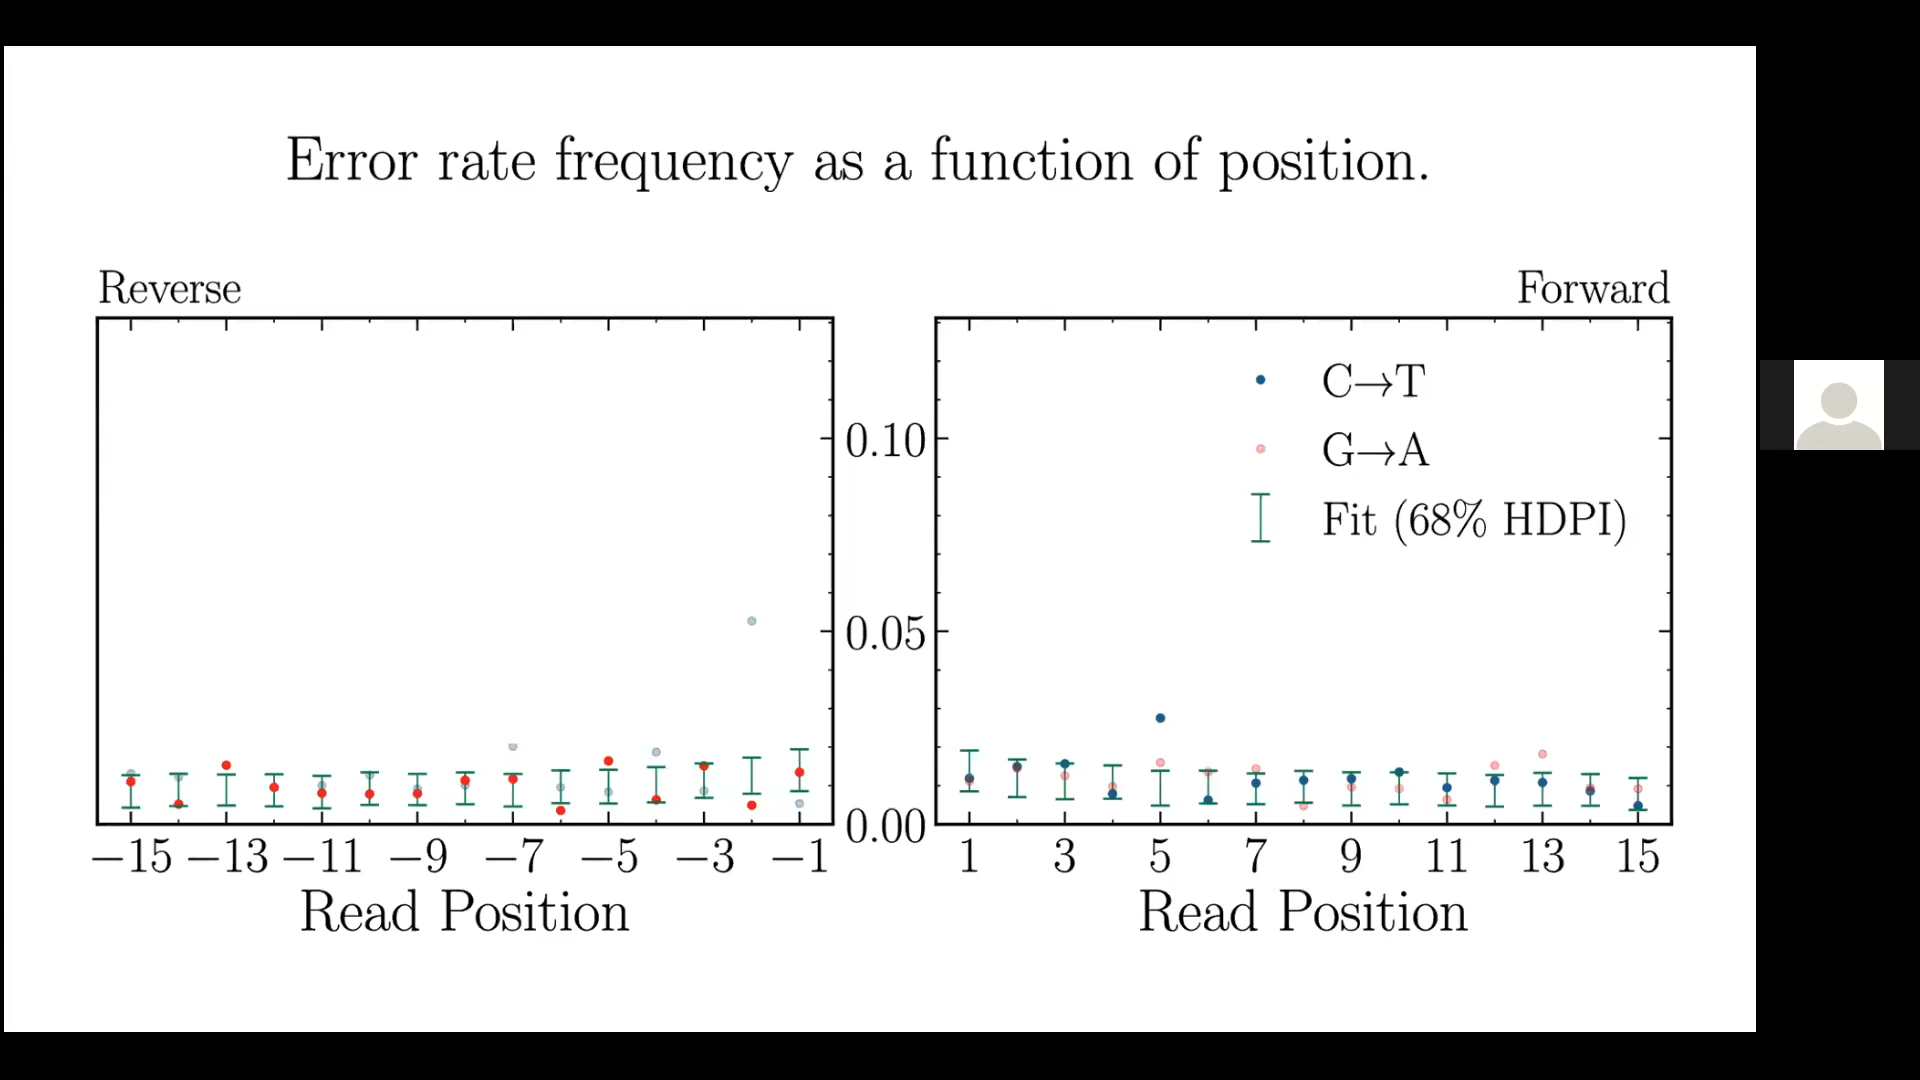 Error rate frequency as a function of position.
Reverse
Forward
C→T
G→A
Fit (68% HDPI)
0.10
0.05
0.00
−15 −13 −11 −9 −7 −5 −3 −1
1 3 5 7 9 11 13 15
Read Position
Read Position